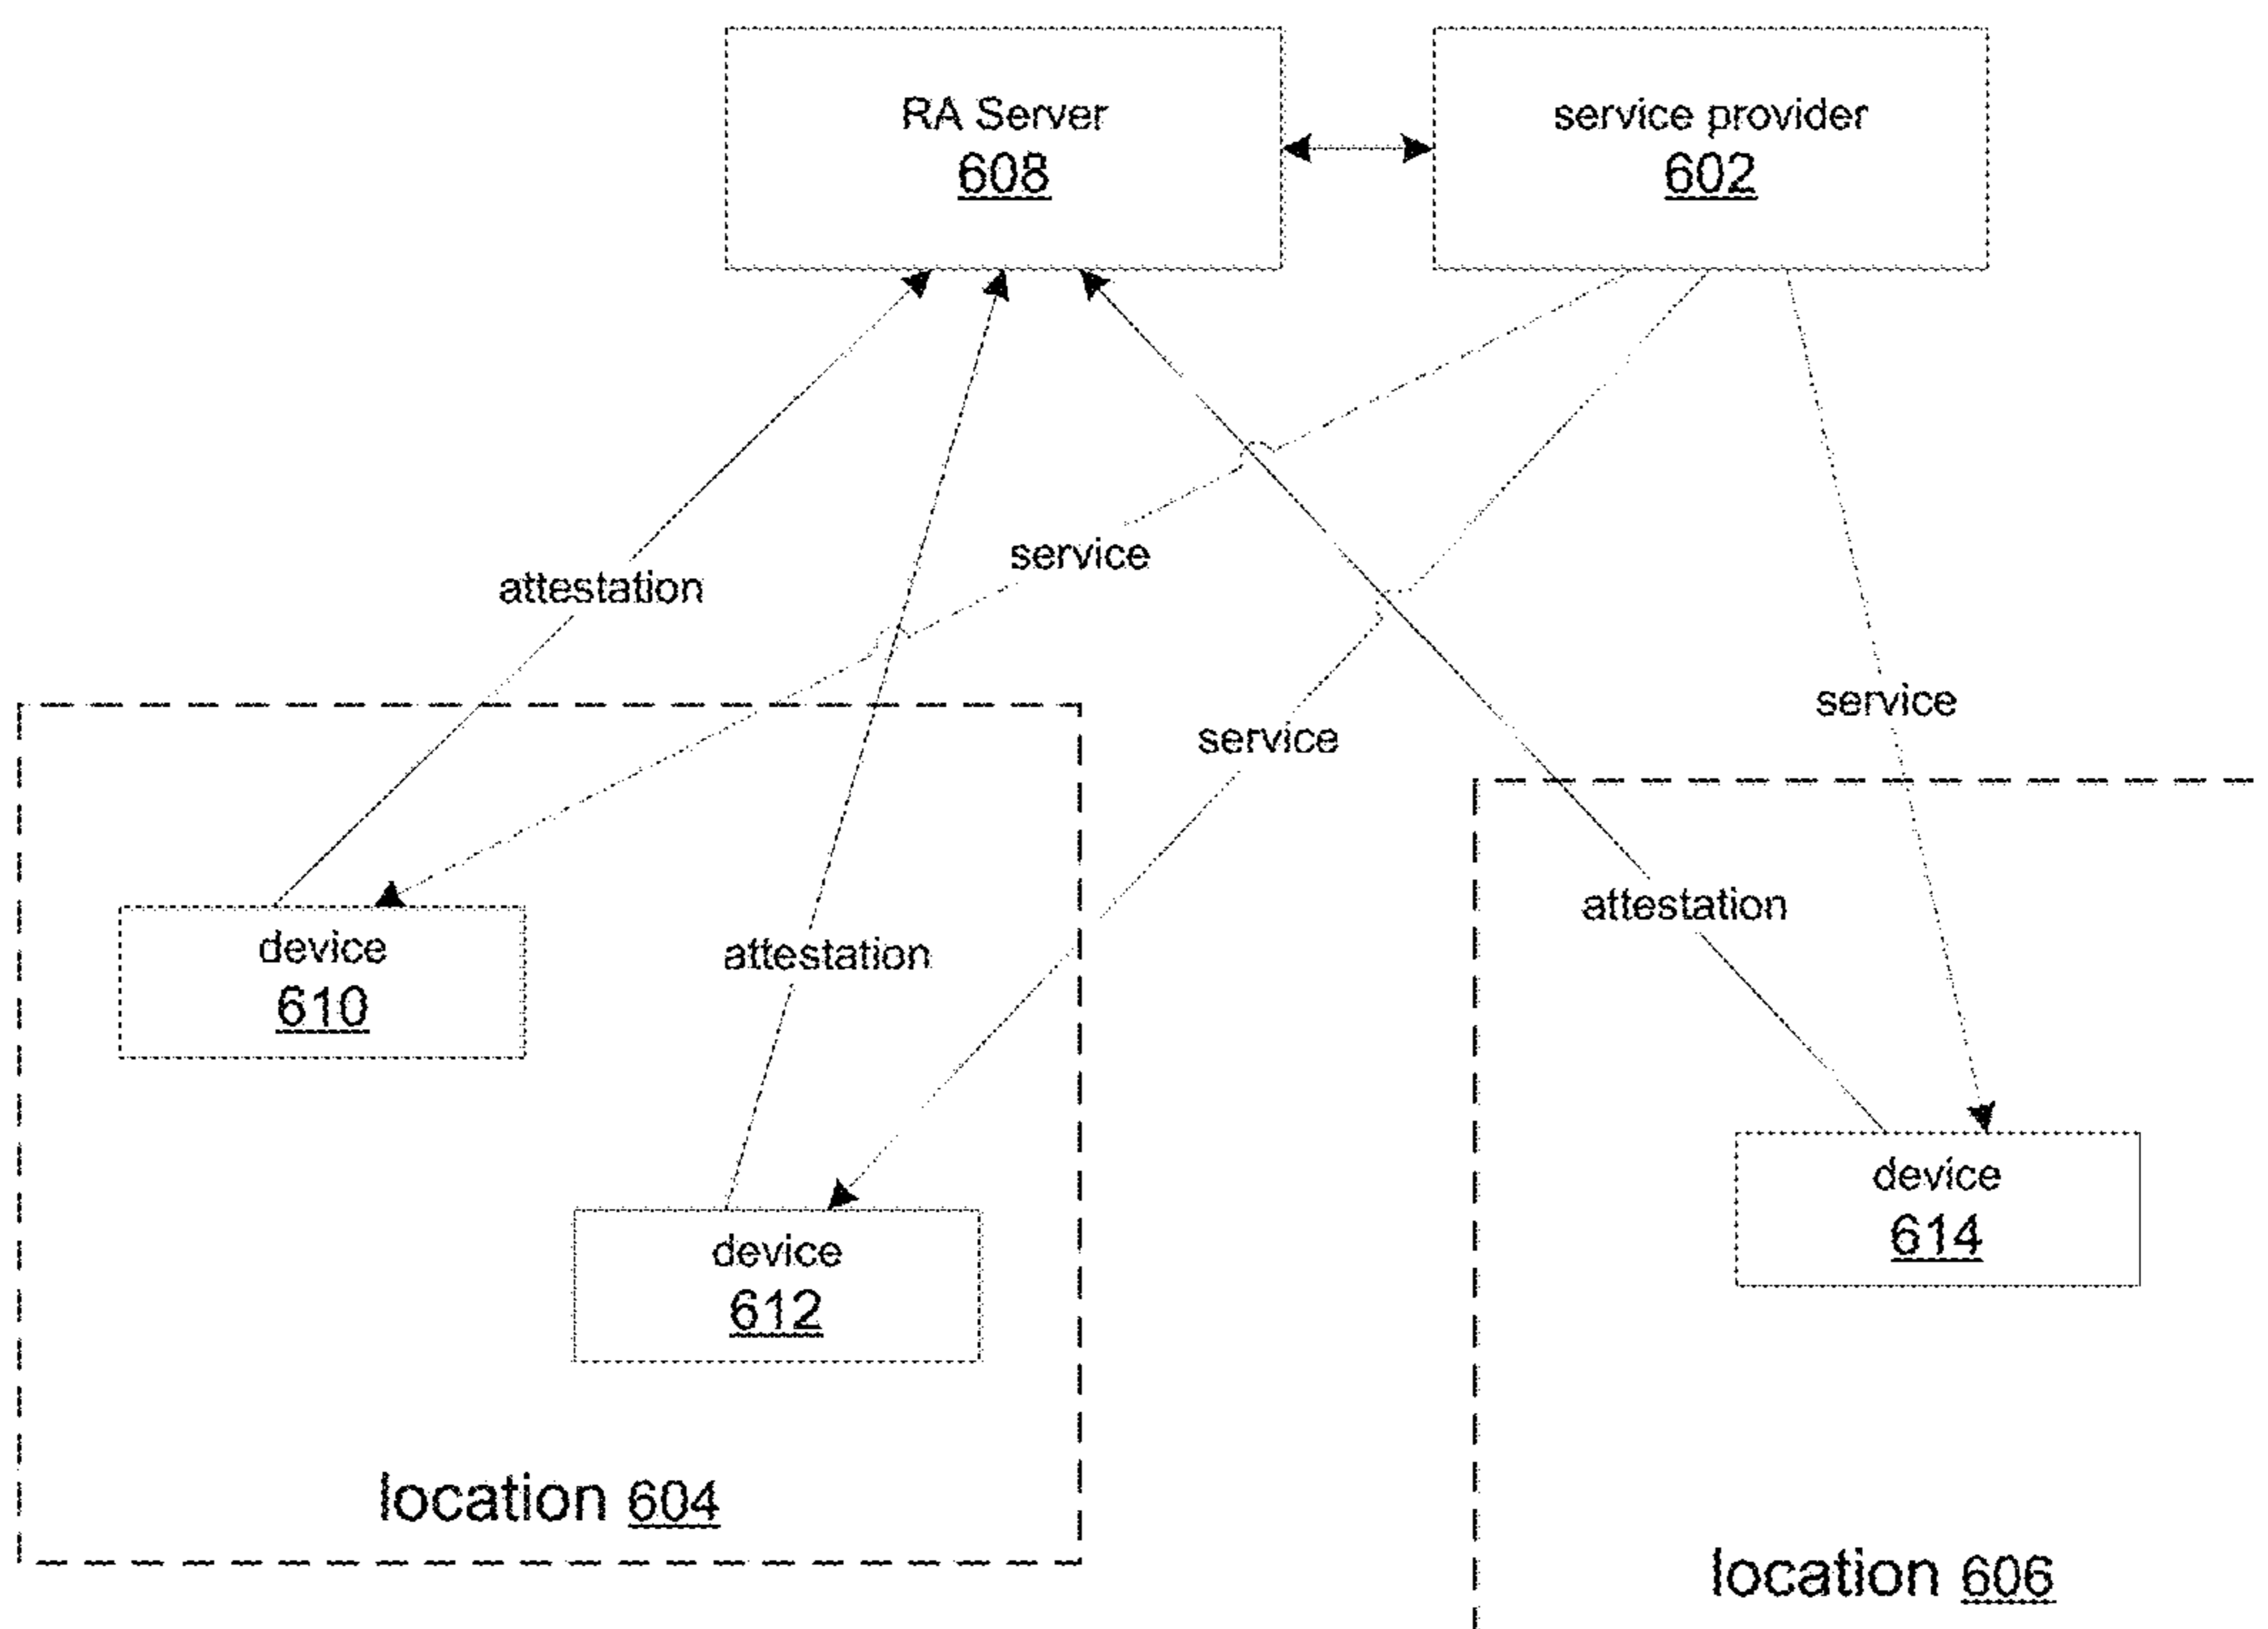 RA Server
608
service provider
602
service
attestation
service
service
attestation
device
610
attestation
device
614
device
612
location 604
location 606